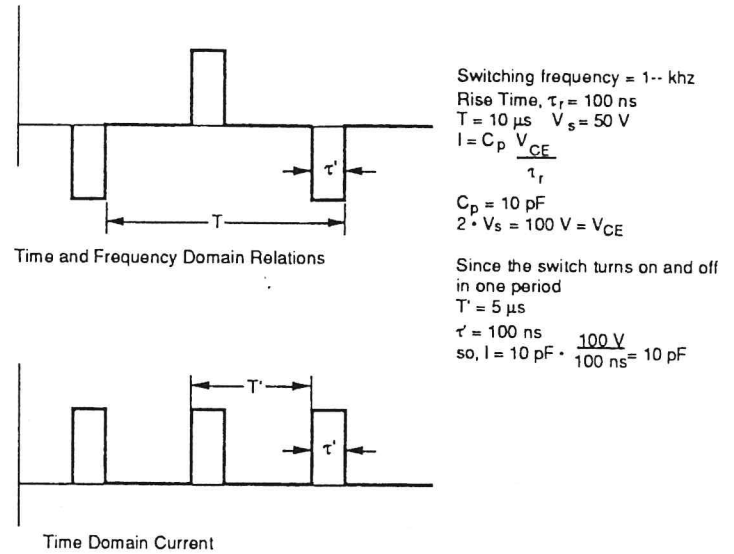 τ'
T
Time and Frequency Domain Relations
T'
τ'
Time Domain Current
Switching frequency = 1-- khz
Rise Time, τr = 100 ns
T = 10 µs   Vs = 50 V
I = Cp VCE
τr
Cp = 10 pF
2 · Vs = 100 V = VCE
Since the switch turns on and off
in one period
T' = 5 µs
τ' = 100 ns
so, I = 10 pF · 100 V
100 ns = 10 pF